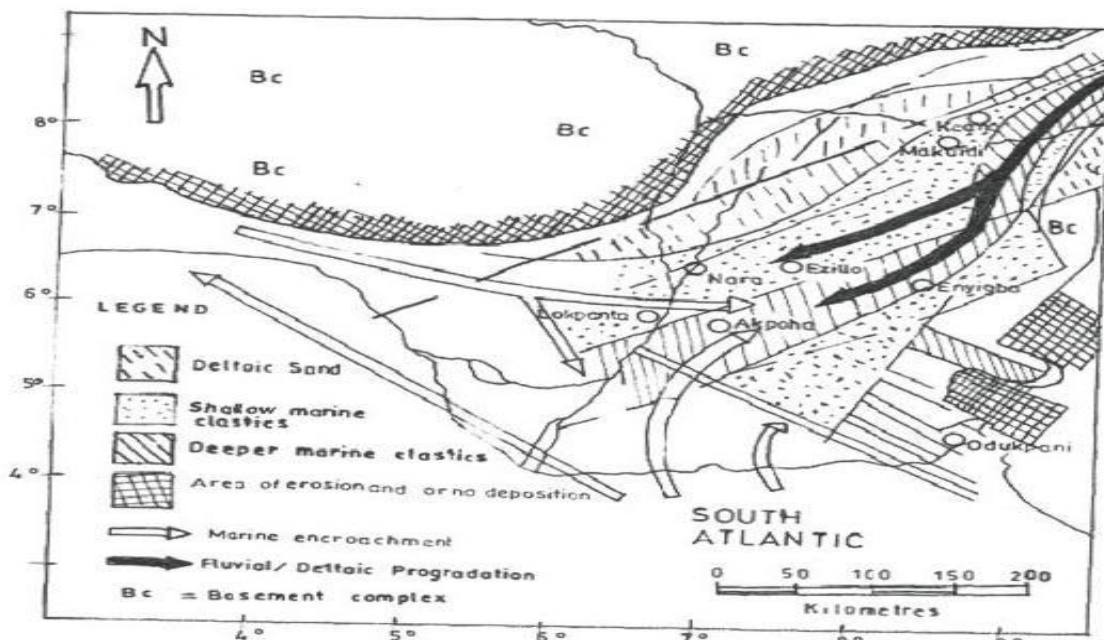 N
Bc
Bc
Bc
Bc
8°
Keana
Makurdi
7°
Bc
Nara
Ezillo
6°
Enyigba
LEGEND
Lokpanta
Akpoha
Deltaic Sand
5°
Shallow marine
clastics
Deeper marine clastics
Odukpani
4°
Area of erosion and or no deposition
SOUTH
ATLANTIC
Marine encroachment
Fluvial/Deltaic Progradation
Bc = Basement complex
0 50 100 150 200
Kilometres
4° 5° 6° 7°